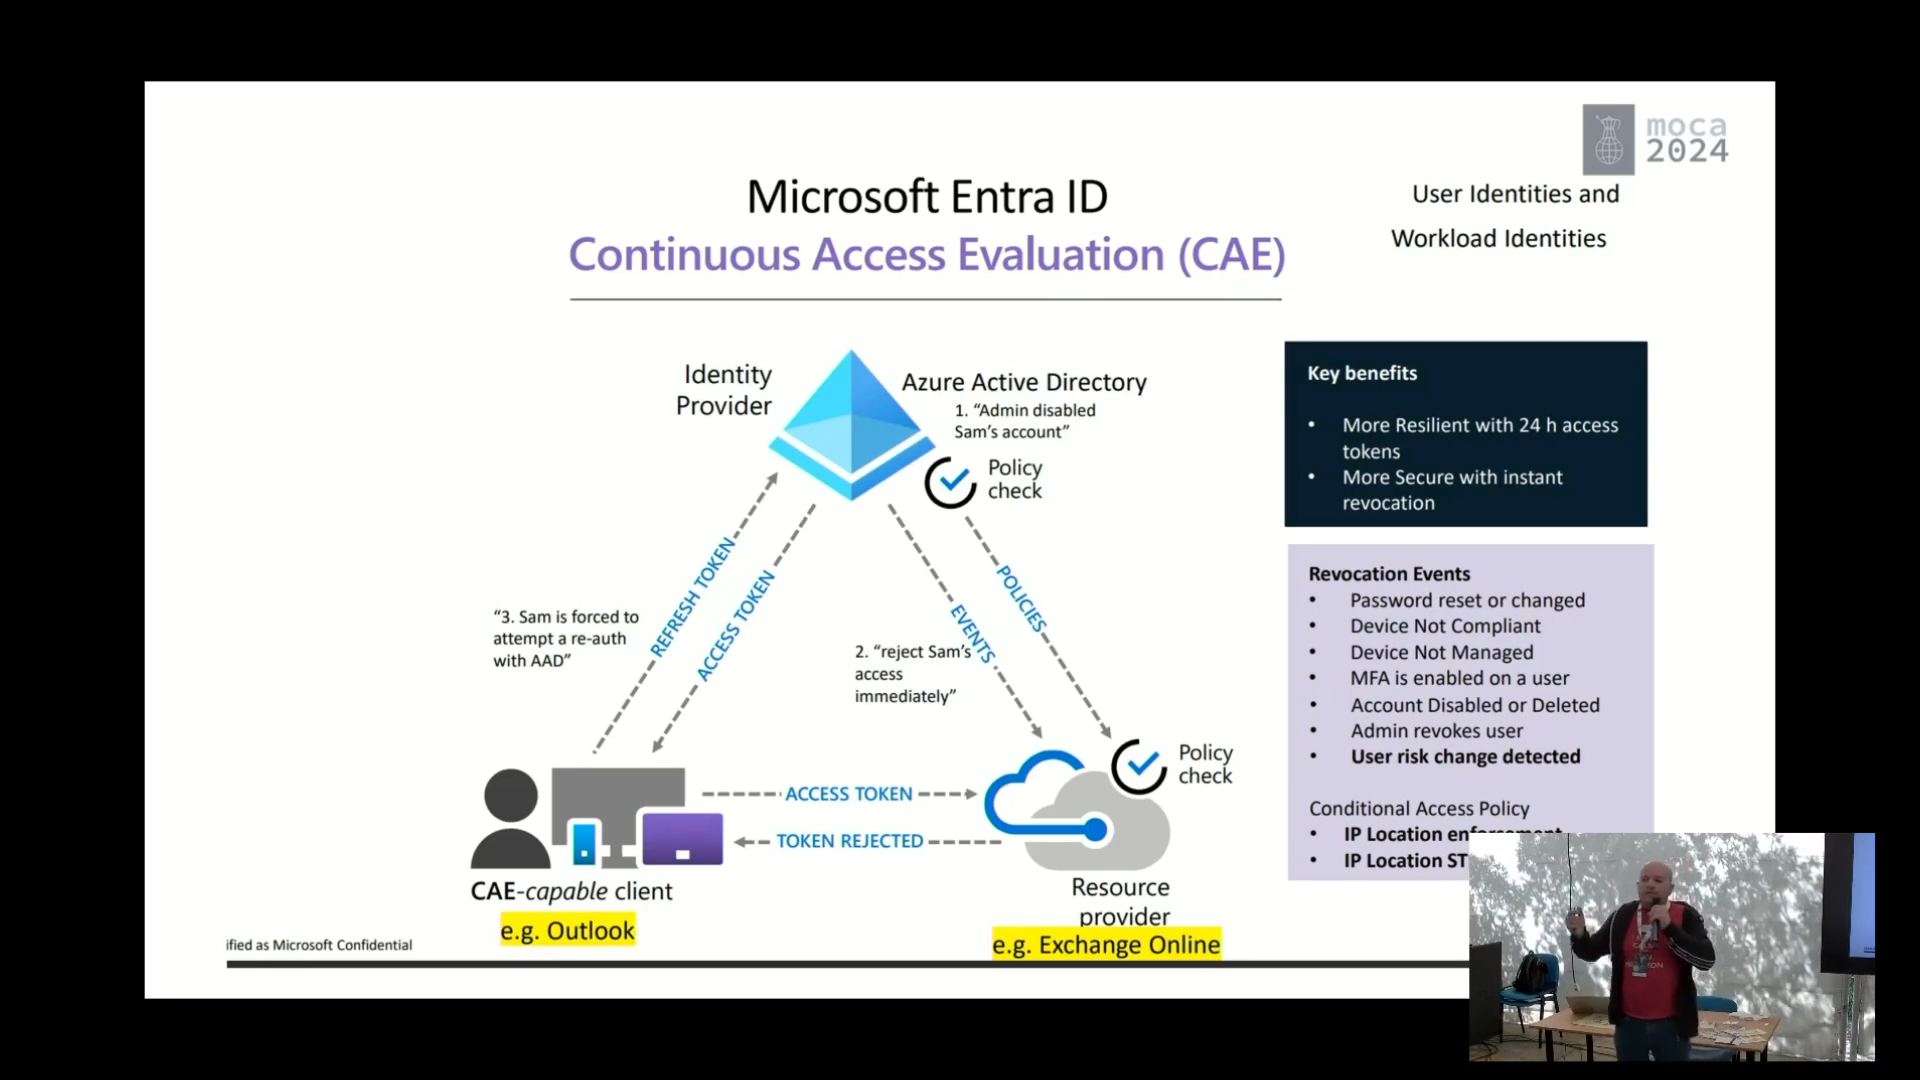 moca
2024
Microsoft Entra ID
Continuous Access Evaluation (CAE)
User Identities and
Workload Identities
Identity
Provider
Azure Active Directory
1. “Admin disabled
Sam’s account”
Policy
check
REFRESH TOKEN
ACCESS TOKEN
EVENTS
POLICIES
“3. Sam is forced to
attempt a re-auth
with AAD”
2. “reject Sam’s
access
immediately”
Policy
check
ACCESS TOKEN
TOKEN REJECTED
CAE-capable client
e.g. Outlook
Resource
provider
e.g. Exchange Online
ified as Microsoft Confidential
Key benefits
• More Resilient with 24 h access
tokens
• More Secure with instant
revocation
Revocation Events
• Password reset or changed
• Device Not Compliant
• Device Not Managed
• MFA is enabled on a user
• Account Disabled or Deleted
• Admin revokes user
• User risk change detected
Conditional Access Policy
• IP Location enforcement
• IP Location ST